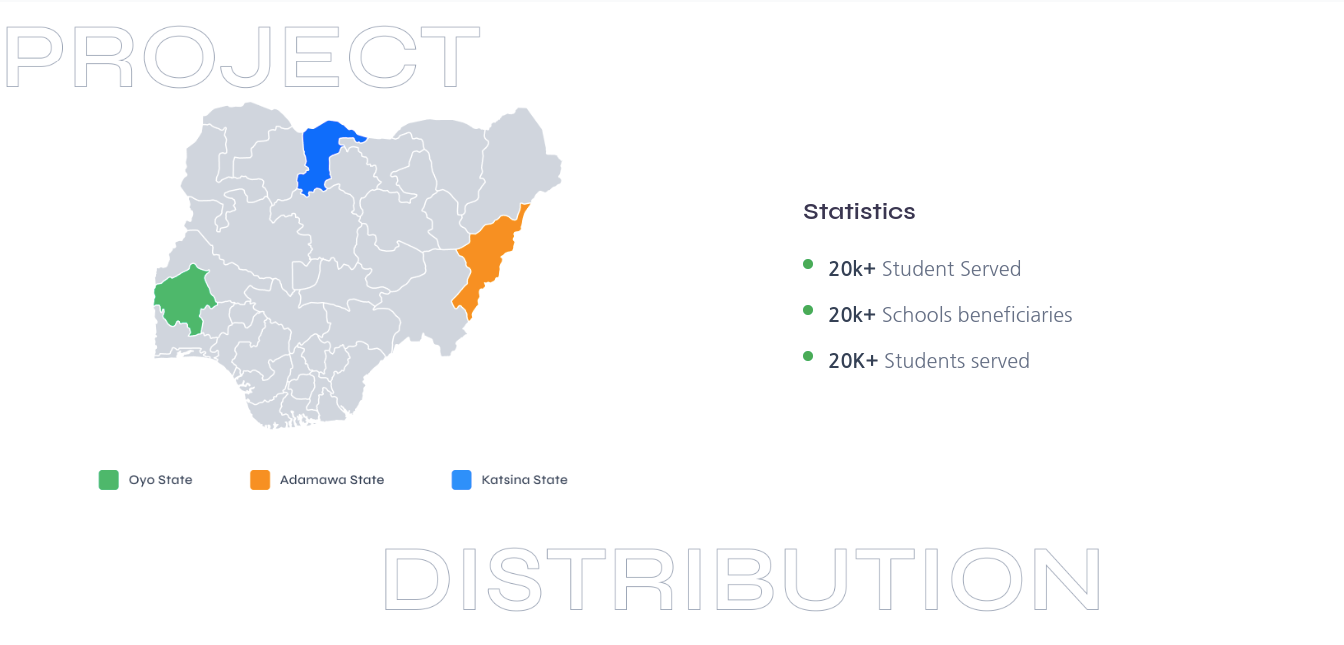 PROJECT
Statistics
20k+ Student Served
20k+ Schools beneficiaries
20K+ Students served
Oyo State
Adamawa State
Katsina State
DISTRIBUTION